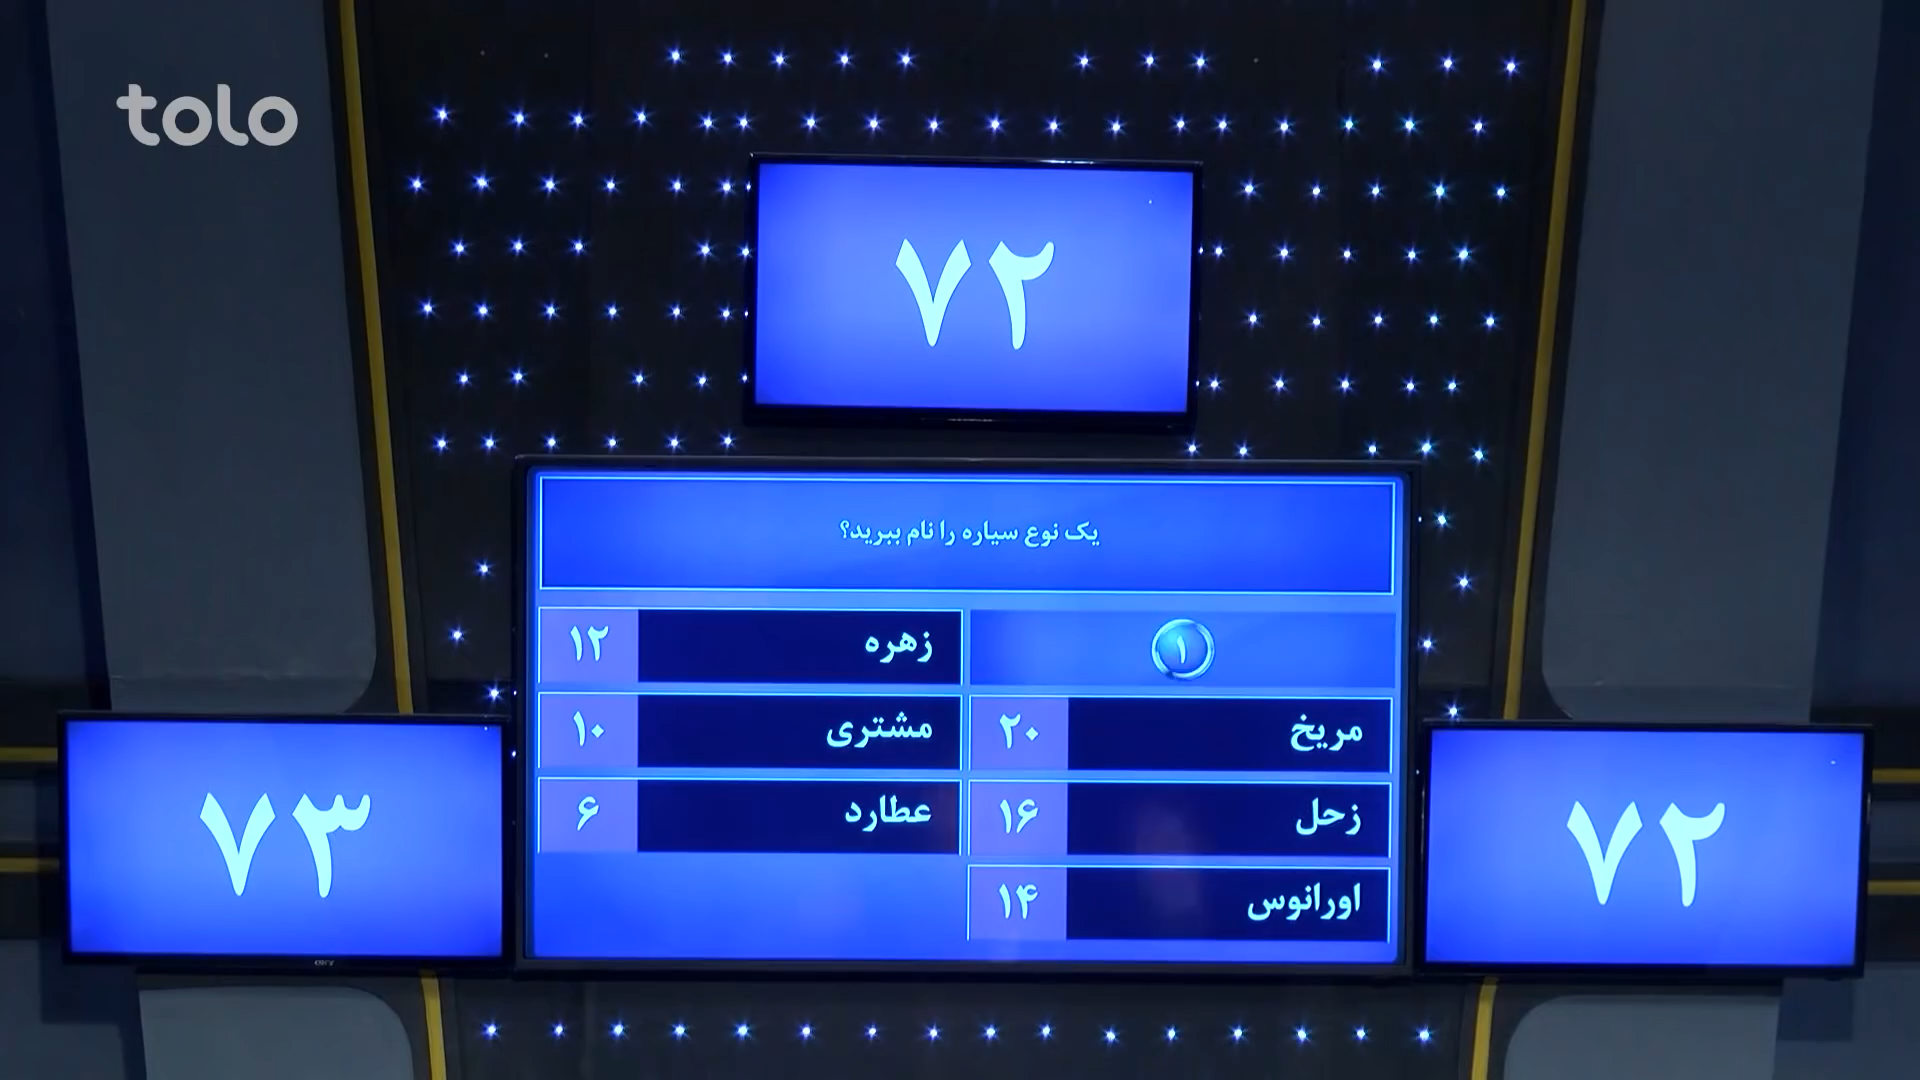 tolo
۷۲
یک نوع سیاره را نام ببرید؟
۱
مریخ ۲۰
زحل ۱۶
اورانوس ۱۴
زهره ۱۲
مشتری ۱۰
عطارد ۶
۷۳
۷۲